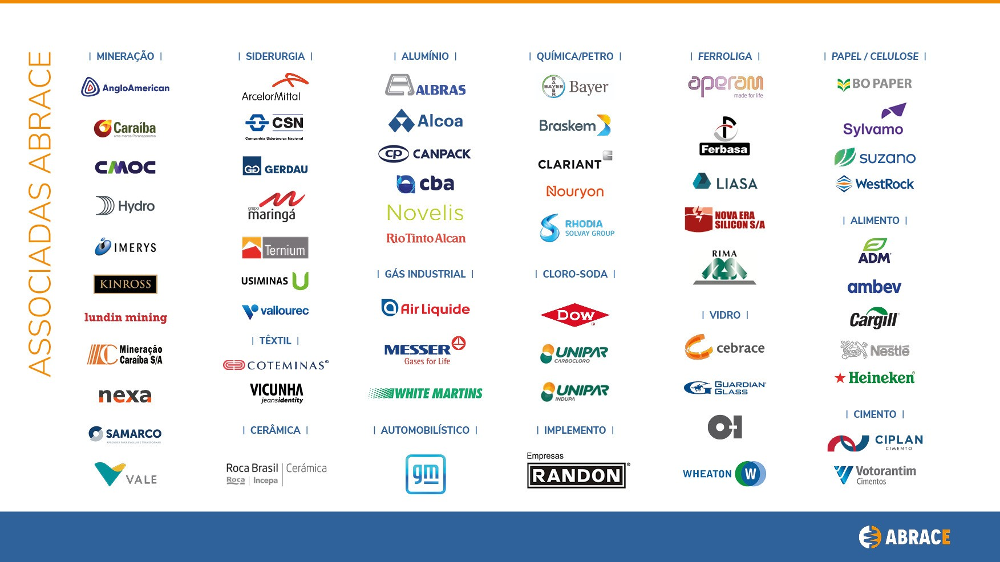 ASSOCIADAS ABRACE
| MINERAÇÃO |
AngloAmerican
Caraíba
uma marca Paranapanema
CMOC
Hydro
IMERYS
KINROSS
lundin mining
Mineração
Caraíba S/A
nexa
SAMARCO
APRENDER PARA EVOLUIR E TRANSFORMAR
VALE
| SIDERURGIA |
ArcelorMittal
CSN
Companhia Siderúrgica Nacional
GERDAU
grupo
maringá
Ternium
USIMINAS
vallourec
| TÊXTIL |
COTEMINAS®
VICUNHA
jeansidentity
| CERÂMICA |
Roca Brasil | Cerámica
Roca | Incepa
| ALUMÍNIO |
ALBRAS
Alcoa
CP CANPACK
cba
Novelis
RioTintoAlcan
| GÁS INDUSTRIAL |
Air Liquide
MESSER
Gases for Life
WHITE MARTINS
| AUTOMOBILÍSTICO |
gm
| QUÍMICA/PETRO |
BAYER BAYER Bayer
Braskem
CLARIANT
Nouryon
RHODIA
SOLVAY GROUP
| CLORO-SODA |
DOW®
UNIPAR
CARBOCLORO
UNIPAR
INDUPA
| IMPLEMENTO |
Empresas
RANDON®
| FERROLIGA |
aperam
made for life
Ferbasa
LIASA
NOVA ERA
SILICON S/A
RIMA
| VIDRO |
cebrace
GUARDIAN®
GLASS
O-I
WHEATON W
| PAPEL / CELULOSE |
BO PAPER
Sylvamo
suzano
WestRock
| ALIMENTO |
ADM®
ambev
Cargill®
Nestlé
Heineken®
| CIMENTO |
CIPLAN
CIMENTO
Votorantim
Cimentos
ABRACE